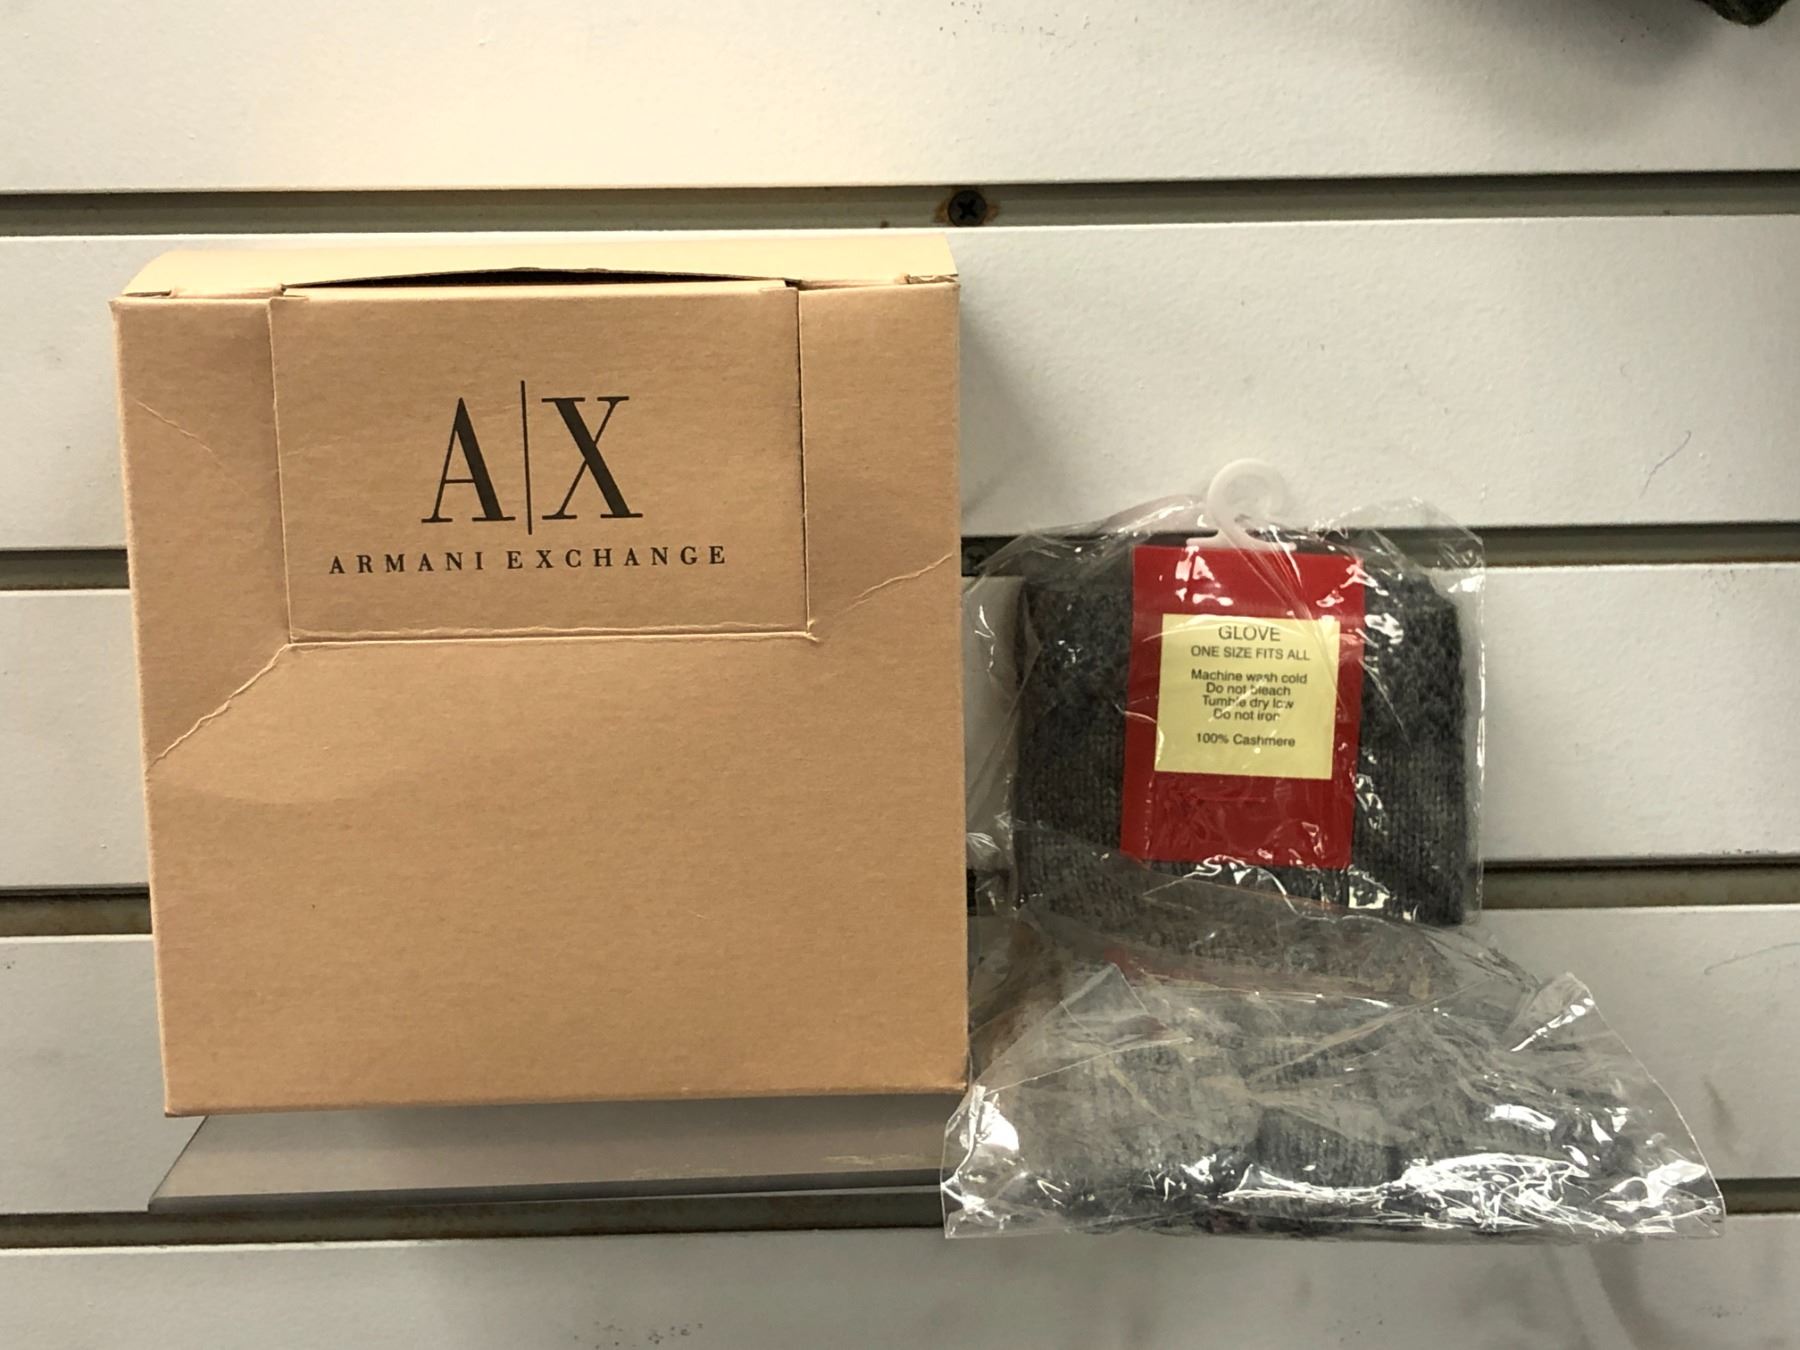 A|X
ARMANI EXCHANGE
GLOVE
ONE SIZE FITS ALL
Machine wash cold
Do not bleach
Tumble dry low
Do not iron
100% Cashmere